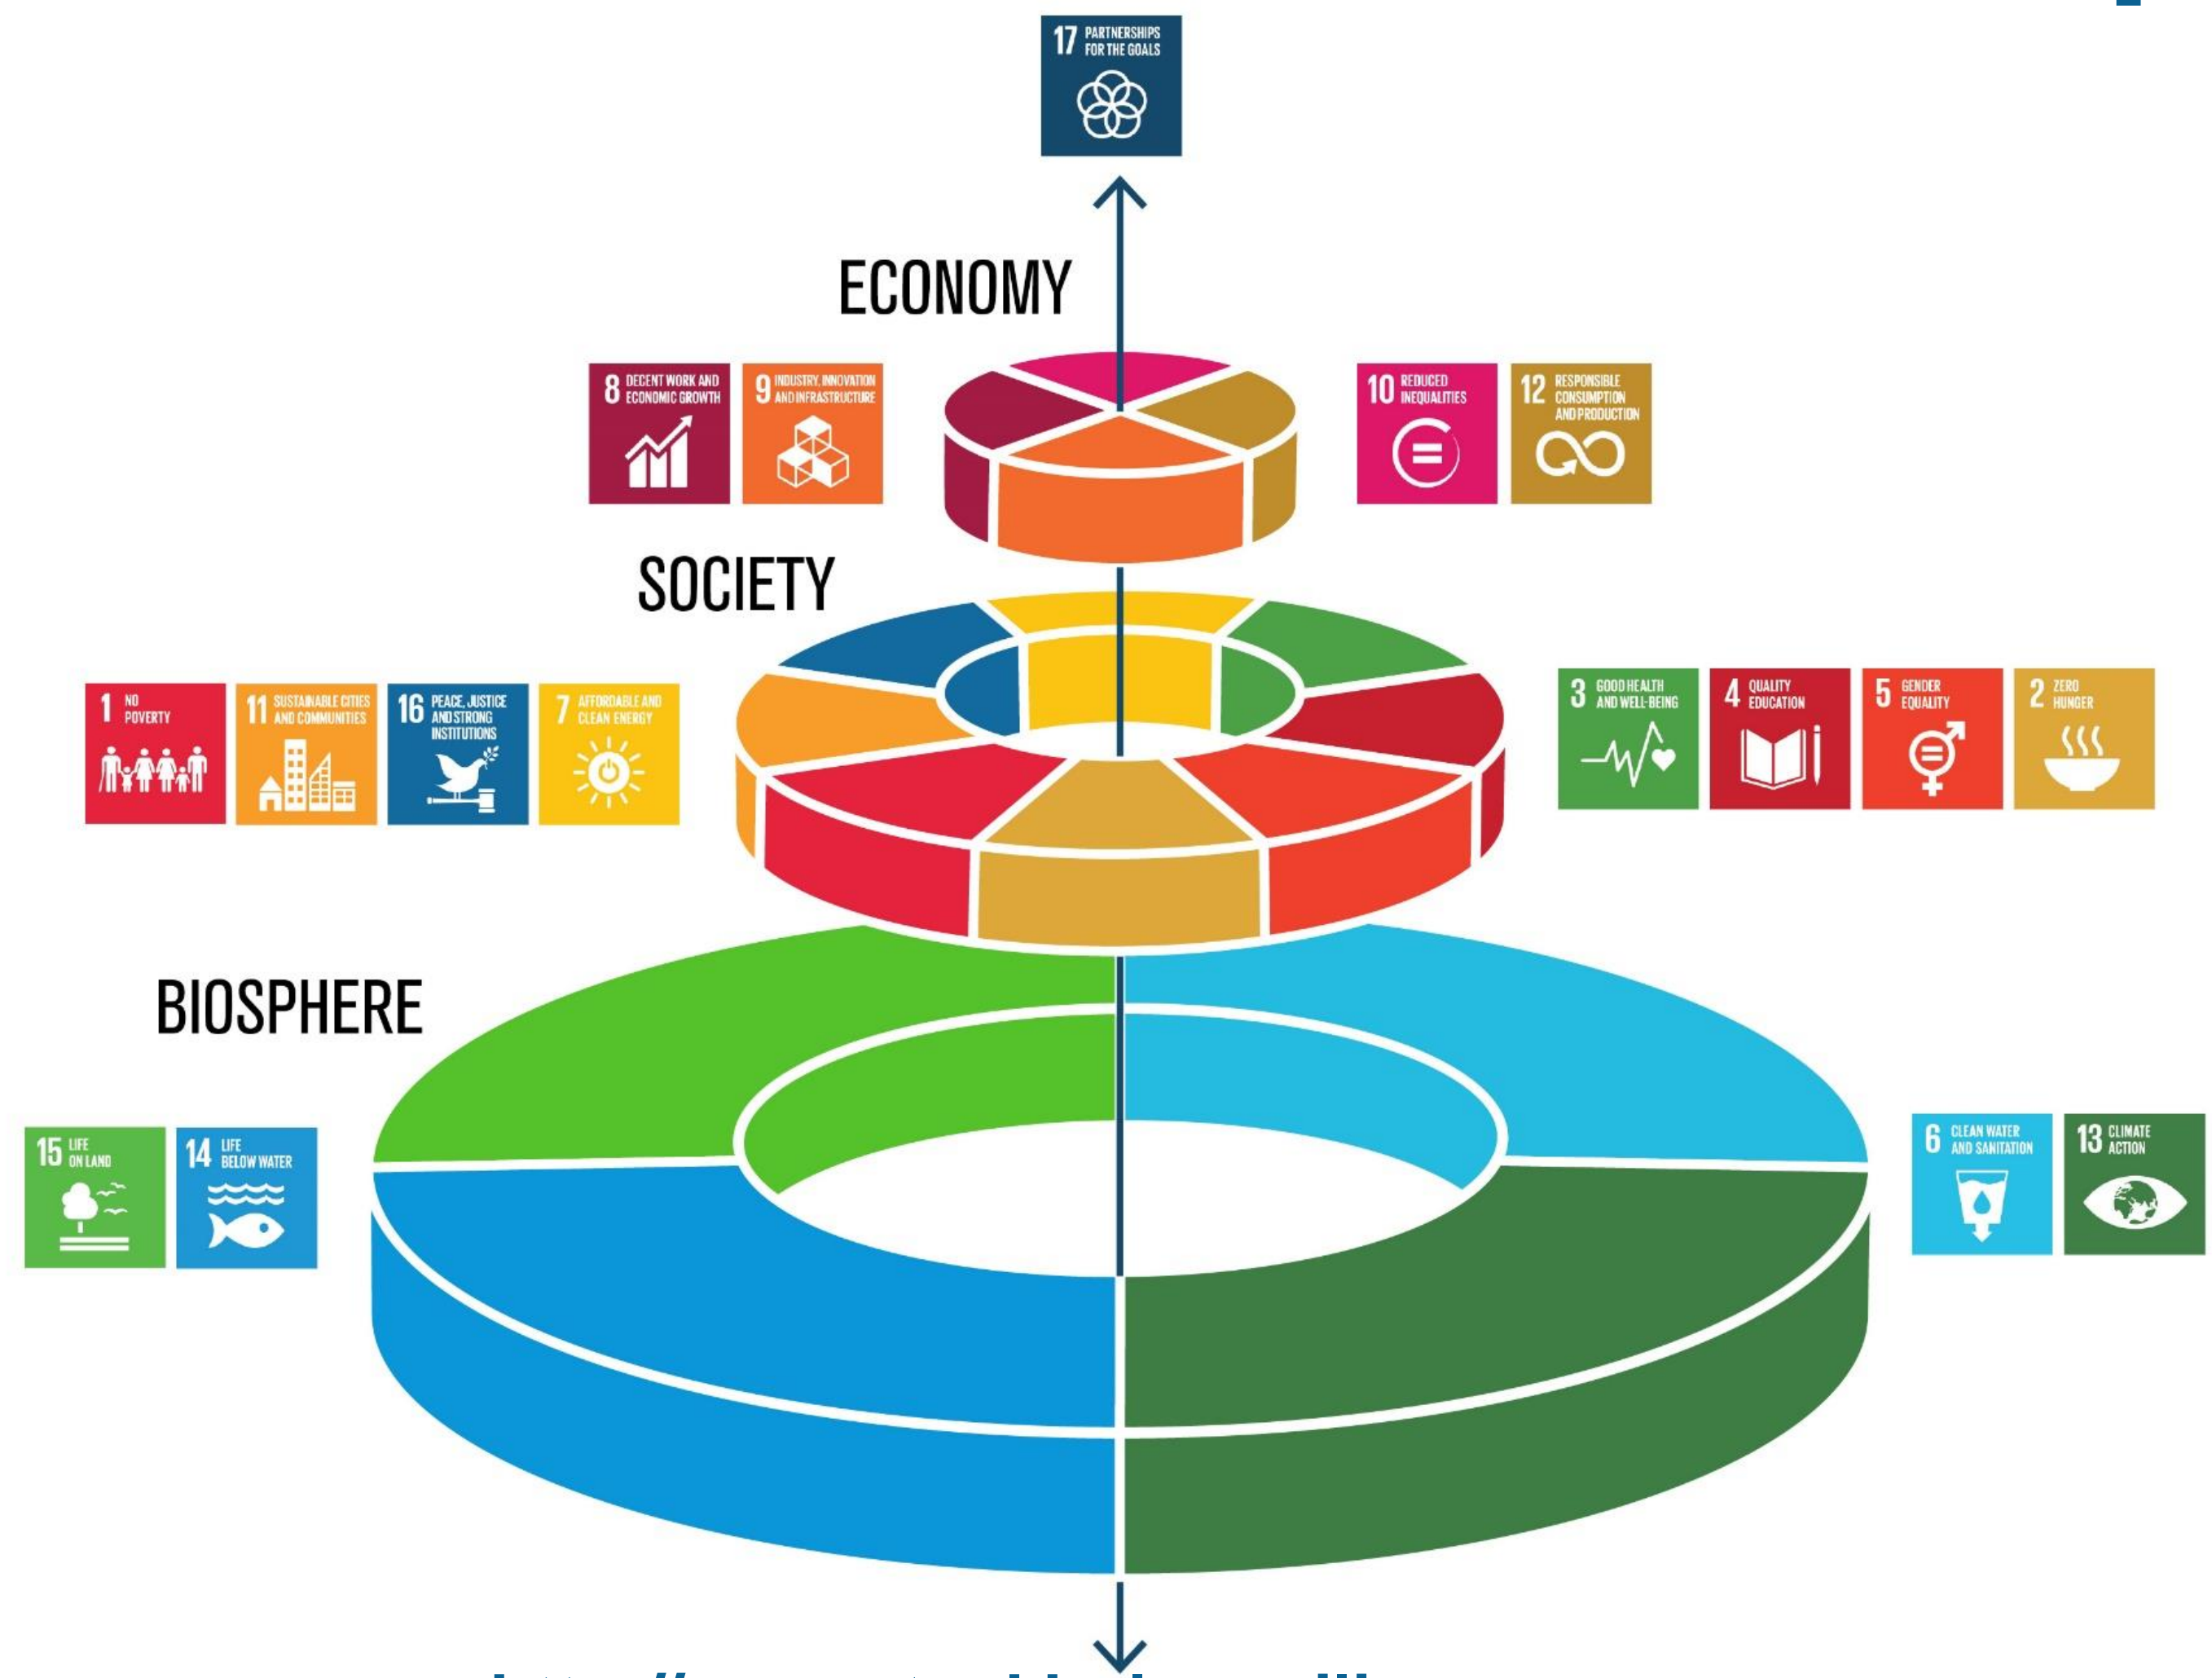 17 PARTNERSHIPS
FOR THE GOALS
ECONOMY
8 DECENT WORK AND
ECONOMIC GROWTH
9 INDUSTRY, INNOVATION
AND INFRASTRUCTURE
10 REDUCED
INEQUALITIES
12 RESPONSIBLE
CONSUMPTION
AND PRODUCTION
SOCIETY
1 NO
POVERTY
11 SUSTAINABLE CITIES
AND COMMUNITIES
16 PEACE, JUSTICE
AND STRONG
INSTITUTIONS
7 AFFORDABLE AND
CLEAN ENERGY
3 GOOD HEALTH
AND WELL-BEING
4 QUALITY
EDUCATION
5 GENDER
EQUALITY
2 ZERO
HUNGER
BIOSPHERE
15 LIFE
ON LAND
14 LIFE
BELOW WATER
6 CLEAN WATER
AND SANITATION
13 CLIMATE
ACTION